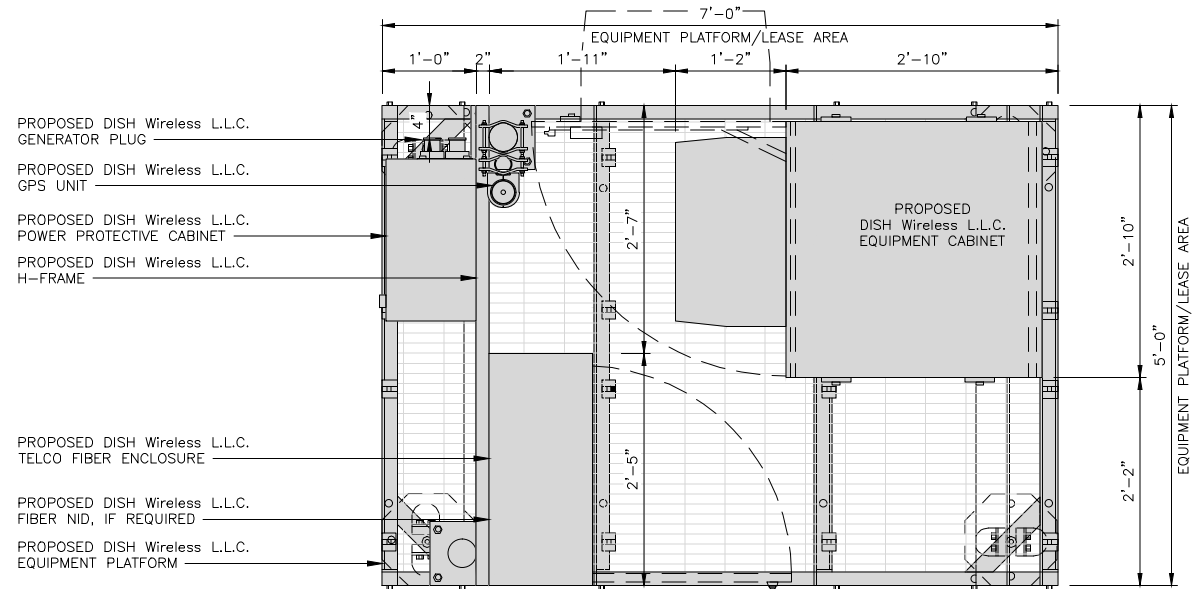 7'-0"
EQUIPMENT PLATFORM/LEASE AREA
1'-0"
2"
1'-11"
1'-2"
2'-10"
4"
PROPOSED DISH Wireless L.L.C.
GENERATOR PLUG
PROPOSED DISH Wireless L.L.C.
GPS UNIT
PROPOSED DISH Wireless L.L.C.
POWER PROTECTIVE CABINET
PROPOSED DISH Wireless L.L.C.
H-FRAME
PROPOSED
DISH Wireless L.L.C.
EQUIPMENT CABINET
2'-7"
2'-10"
5'-0"
EQUIPMENT PLATFORM/LEASE AREA
PROPOSED DISH Wireless L.L.C.
TELCO FIBER ENCLOSURE
2'-5"
2'-2"
PROPOSED DISH Wireless L.L.C.
FIBER NID, IF REQUIRED
PROPOSED DISH Wireless L.L.C.
EQUIPMENT PLATFORM